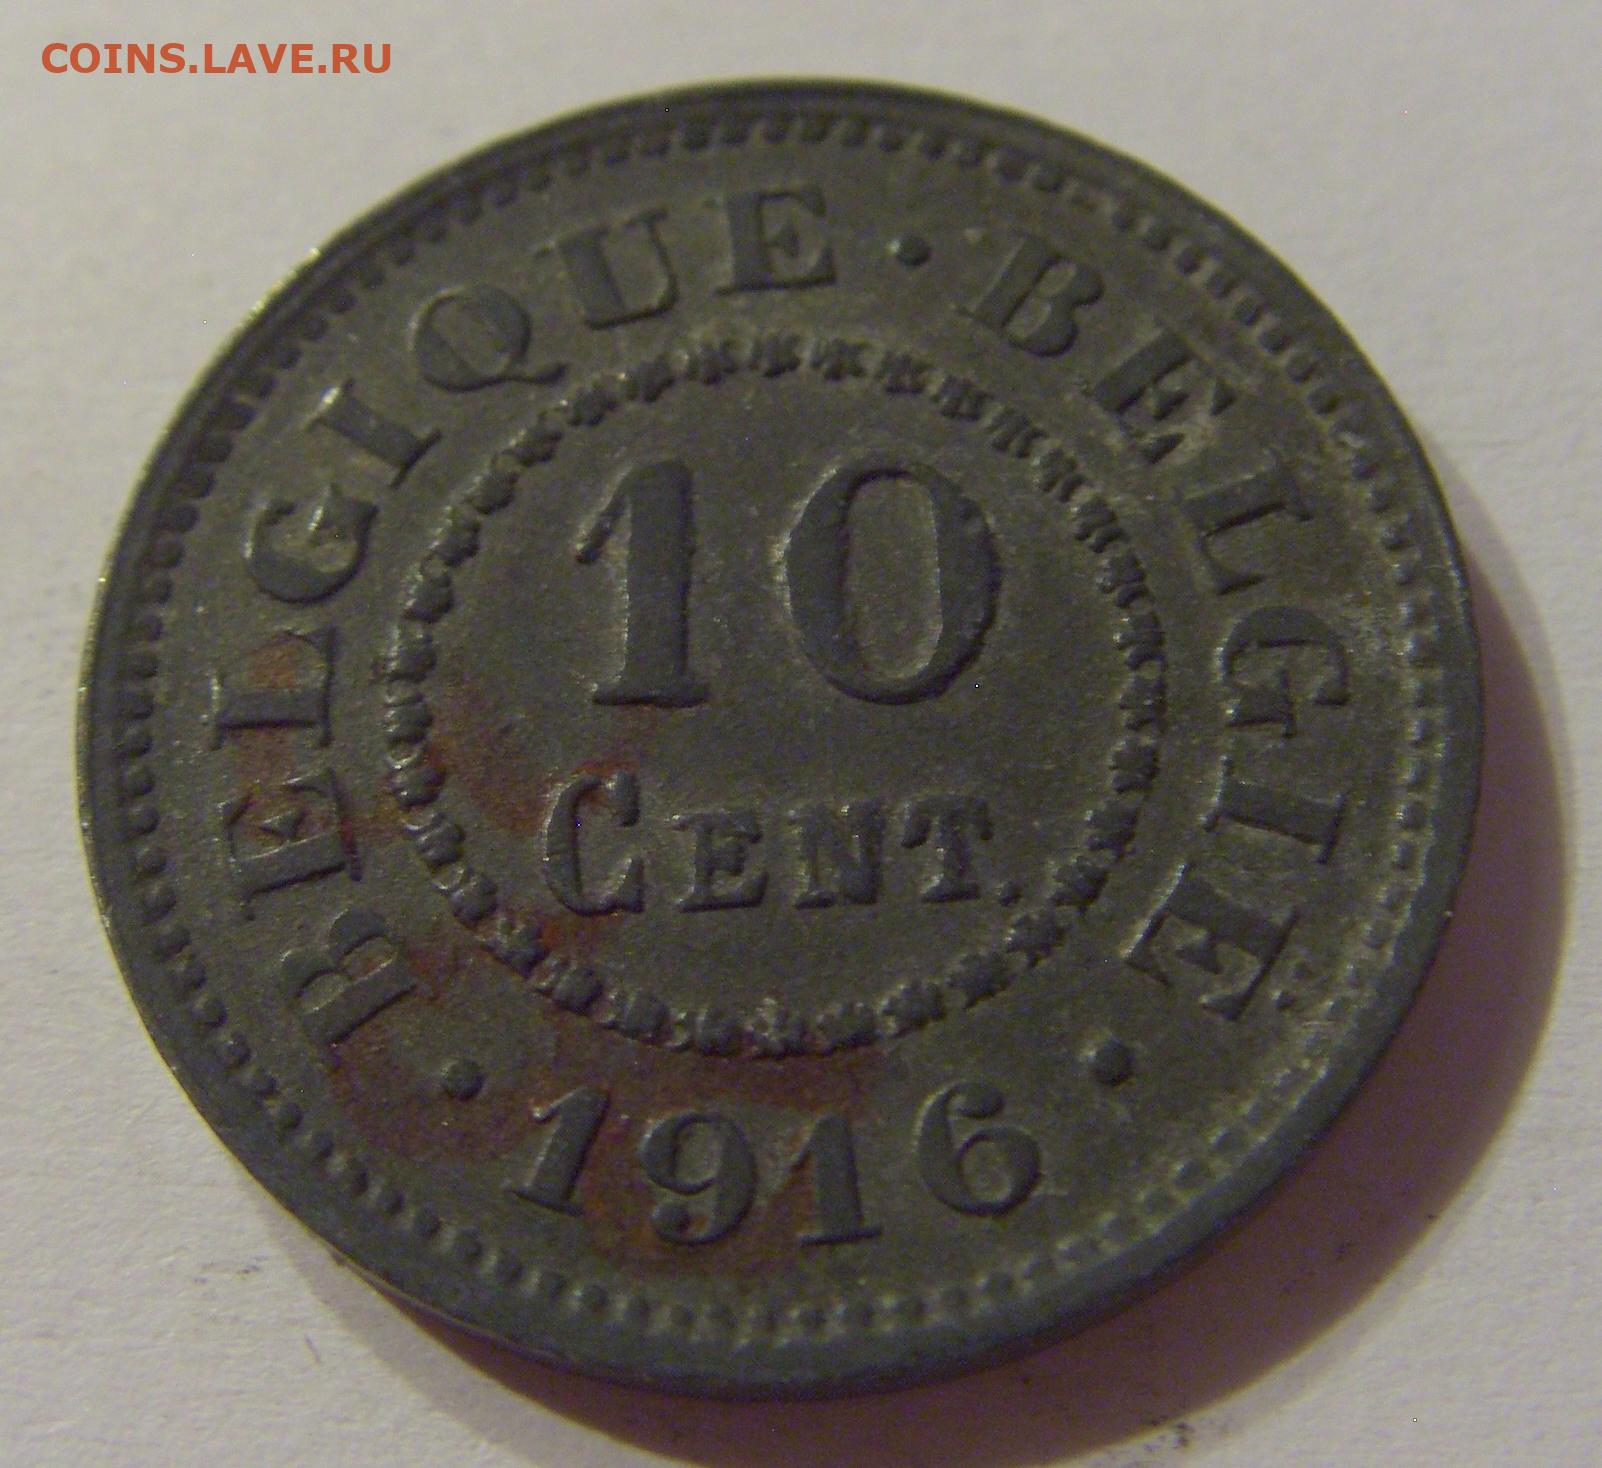 COINS.LAVE.RU
BELGIQUE · BELGIE
10
CENT.
· 1916 ·